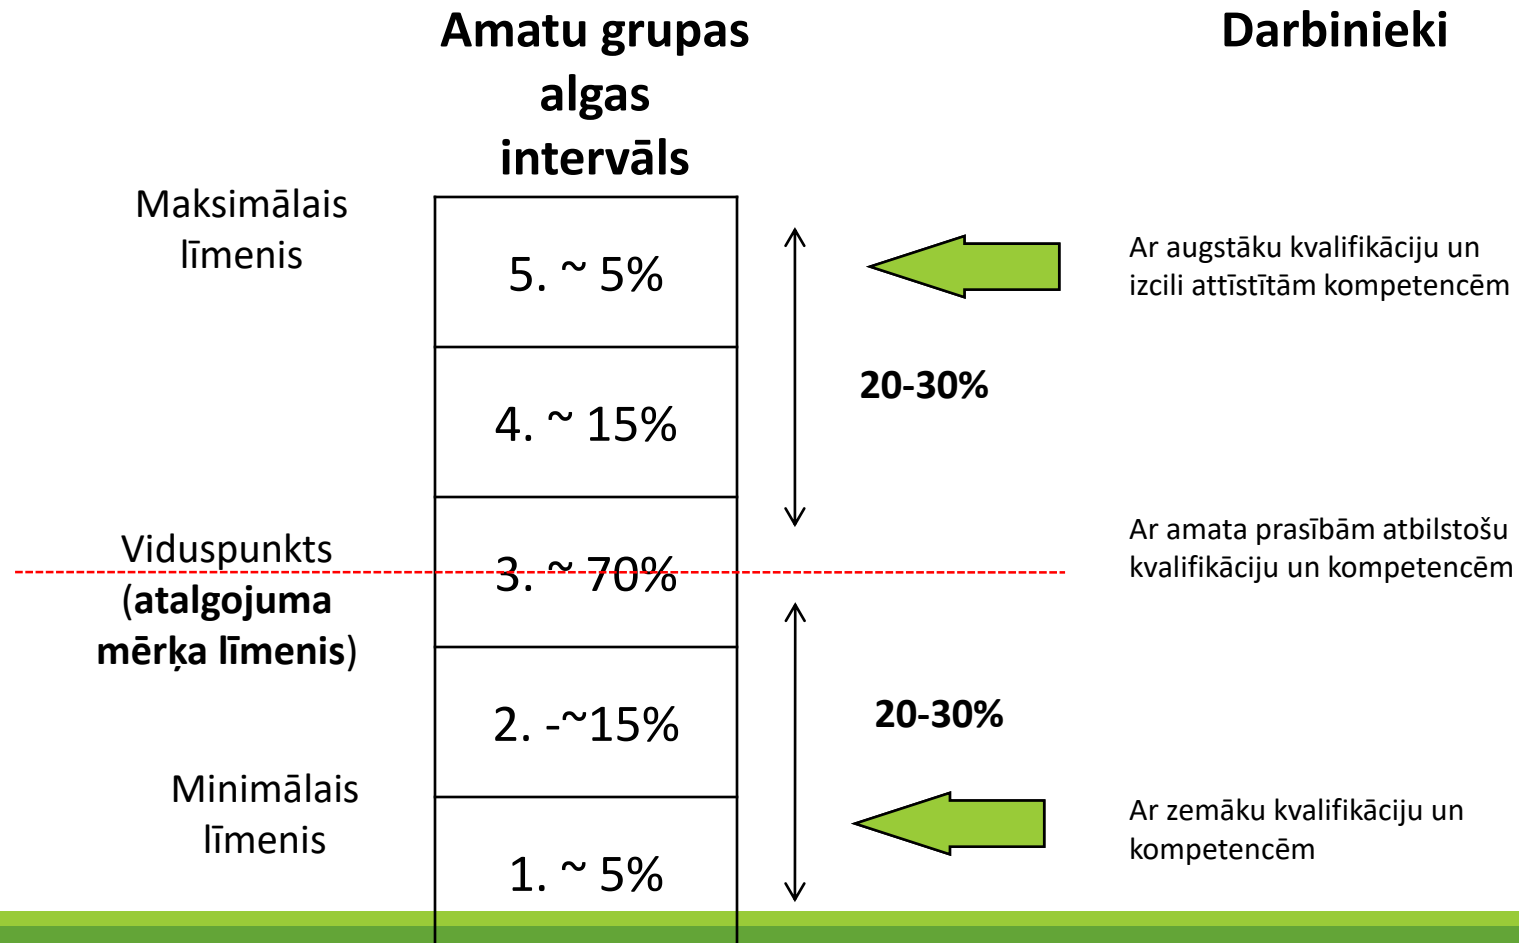 Amatu grupas
algas
intervāls
Darbinieki
Maksimālais
līmenis
5. ~ 5%
Ar augstāku kvalifikāciju un
izcili attīstītām kompetencēm
20-30%
4. ~ 15%
Viduspunkts
(atalgojuma
mērķa līmenis)
3. ~ 70%
Ar amata prasībām atbilstošu
kvalifikāciju un kompetencēm
2. -~15%
20-30%
Minimālais
līmenis
1. ~ 5%
Ar zemāku kvalifikāciju un
kompetencēm